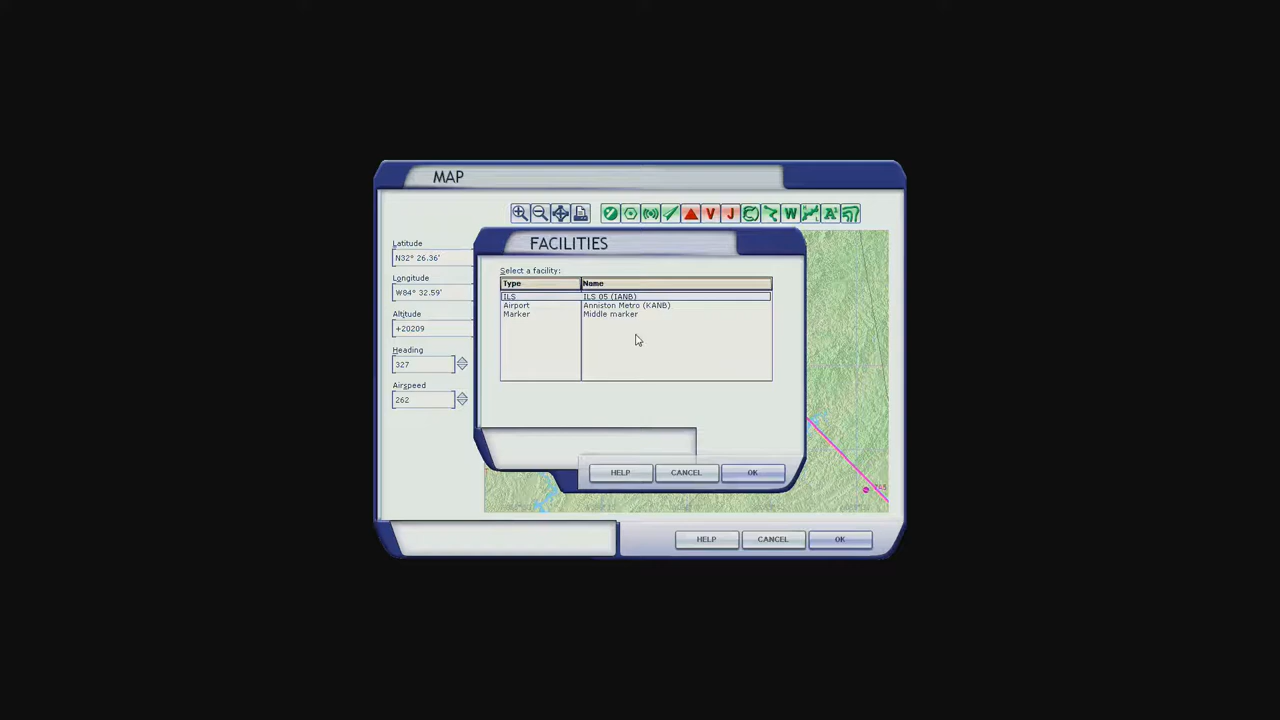 MAP
V J W A
FACILITIES
Latitude
N32° 26.36'
Longitude
W84° 32.59'
Altitude
+20209
Heading
327
Airspeed
262
Select a facility:
Type Name
ILS ILS 05 (IANB)
Airport Anniston Metro (KANB)
Marker Middle marker
HELP CANCEL OK
HELP CANCEL OK